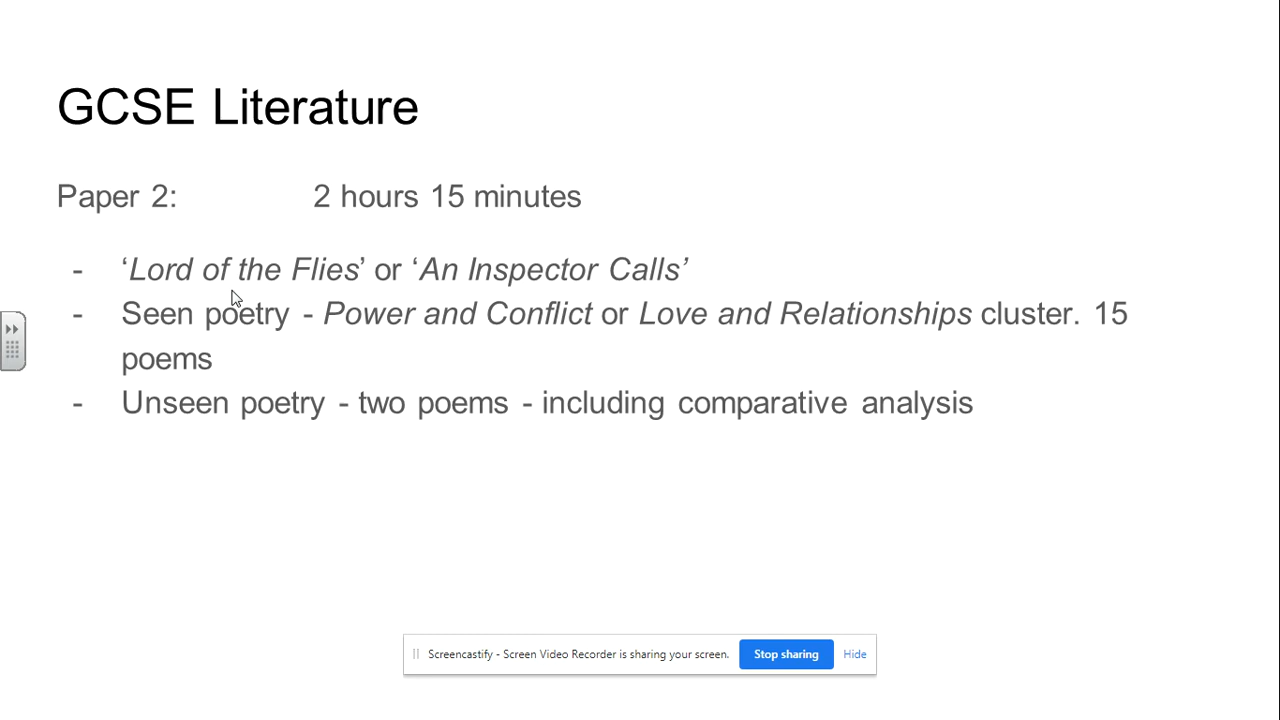 GCSE Literature
Paper 2: 2 hours 15 minutes
- ‘Lord of the Flies’ or ‘An Inspector Calls’
- Seen poetry - Power and Conflict or Love and Relationships cluster. 15
poems
- Unseen poetry - two poems - including comparative analysis
Screencastify - Screen Video Recorder is sharing your screen. Stop sharing Hide